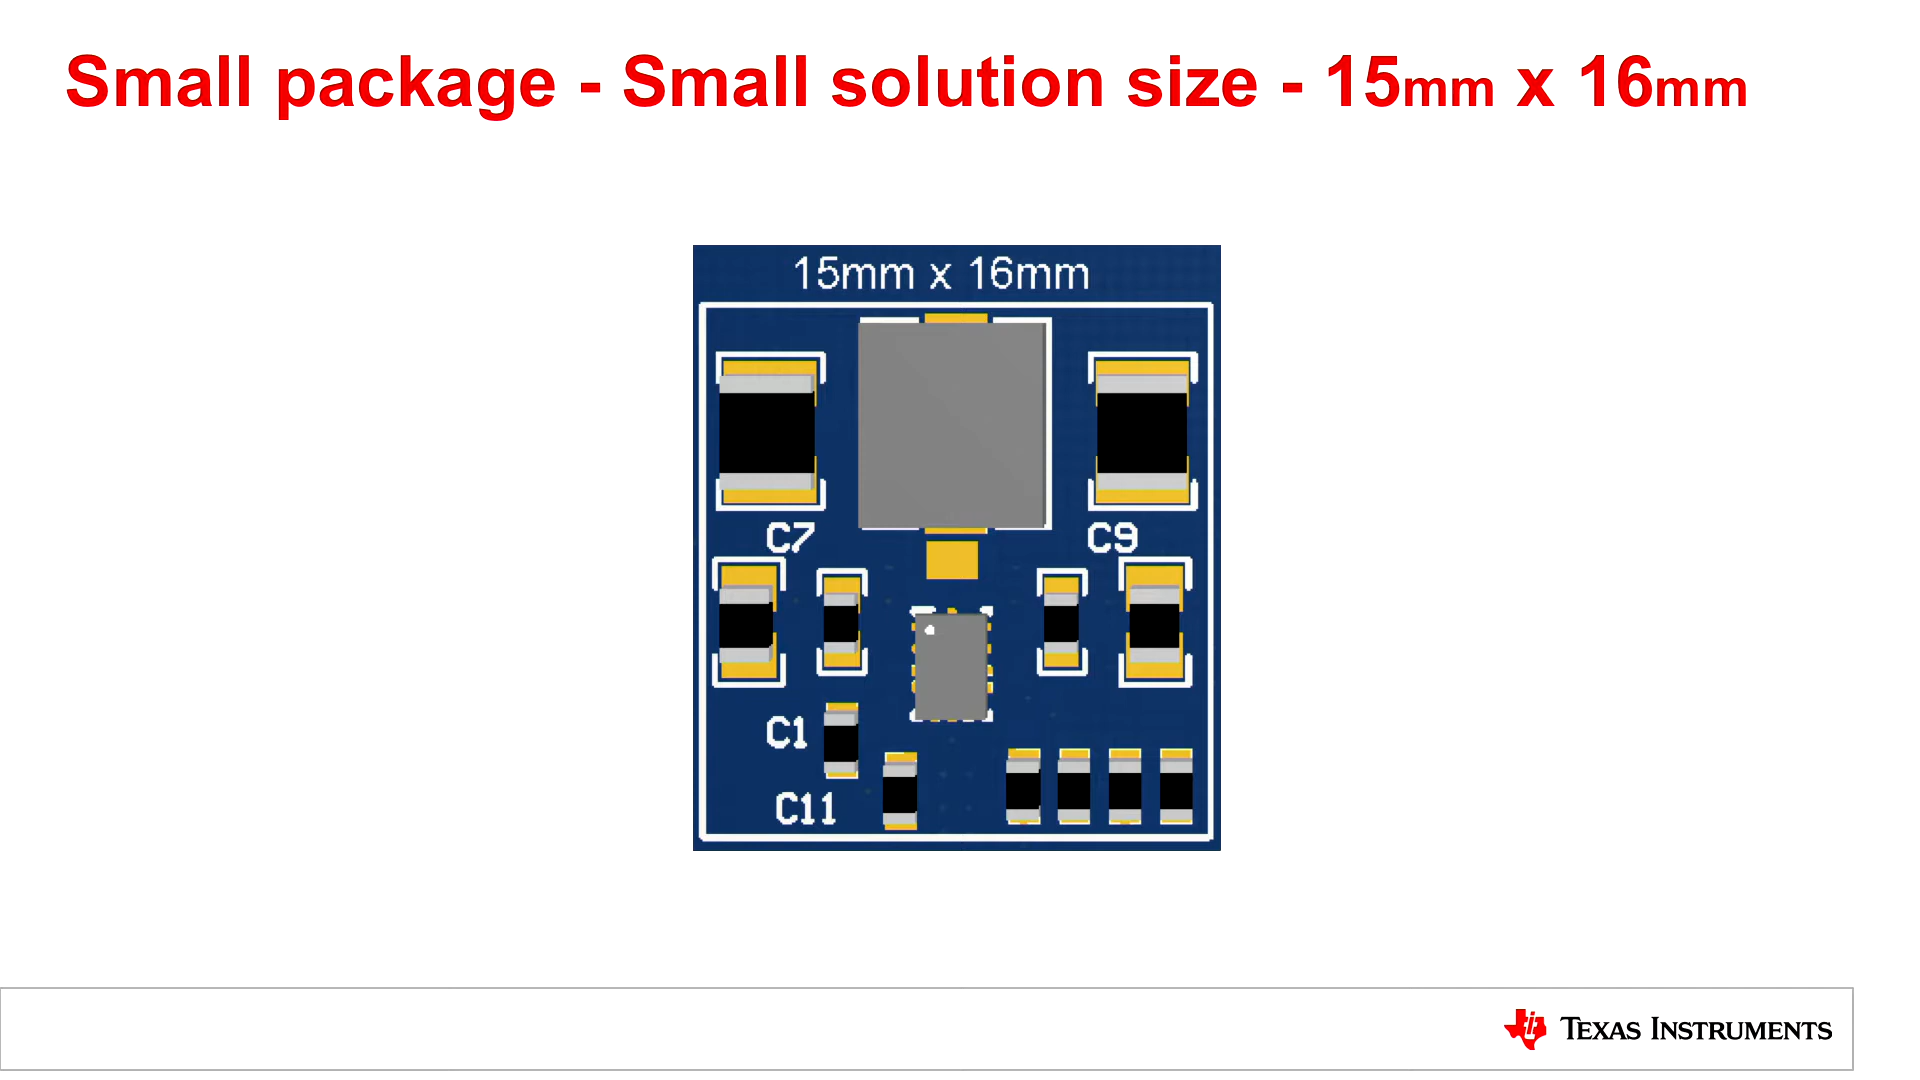 Small package - Small solution size - 15mm x 16mm
15mm x 16mm
C7
C9
C1
C11
TEXAS INSTRUMENTS